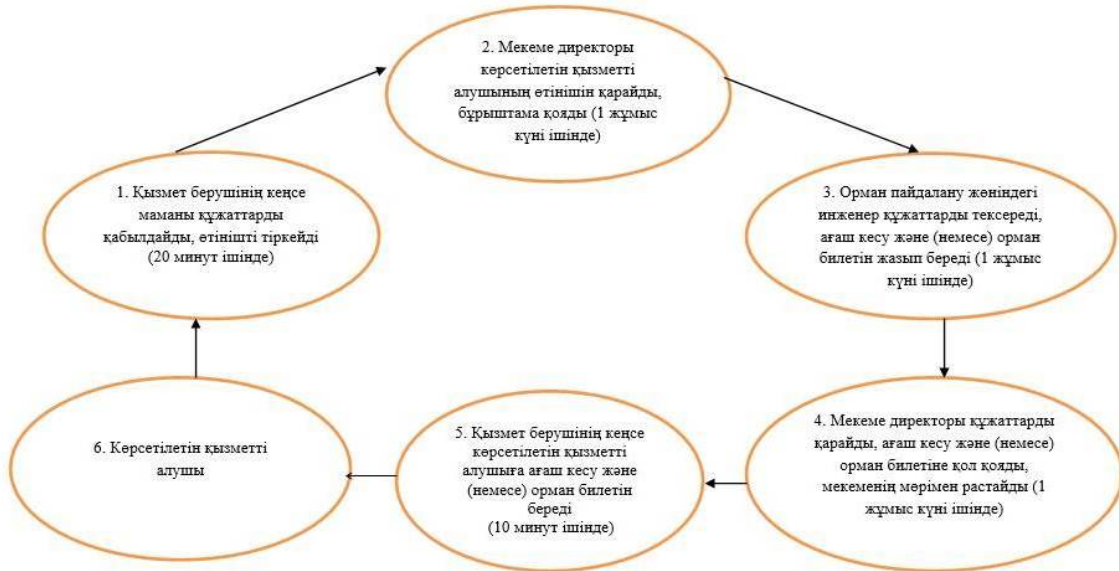 1. Қызмет берушінің кеңсе
маманы құжаттарды
қабылдайды, өтінішті тіркейді
(20 минут ішінде)
2. Мекеме директоры
көрсетілетін қызметті
алушының өтінішін қарайды,
бұрыштама қояды (1 жұмыс
күні ішінде)
3. Орман пайдалану жөніндегі
инженер құжаттарды тексереді,
ағаш кесу және (немесе) орман
билетін жазып береді (1 жұмыс
күні ішінде)
4. Мекеме директоры құжаттарды
қарайды, ағаш кесу және (немесе)
орман билетіне қол қояды,
мекеменің мөрімен растайды (1
жұмыс күні ішінде)
5. Қызмет берушінің кеңсе
көрсетілетін қызметті
алушыға ағаш кесу және
(немесе) орман билетін
береді
(10 минут ішінде)
6. Көрсетілетін қызметті
алушы